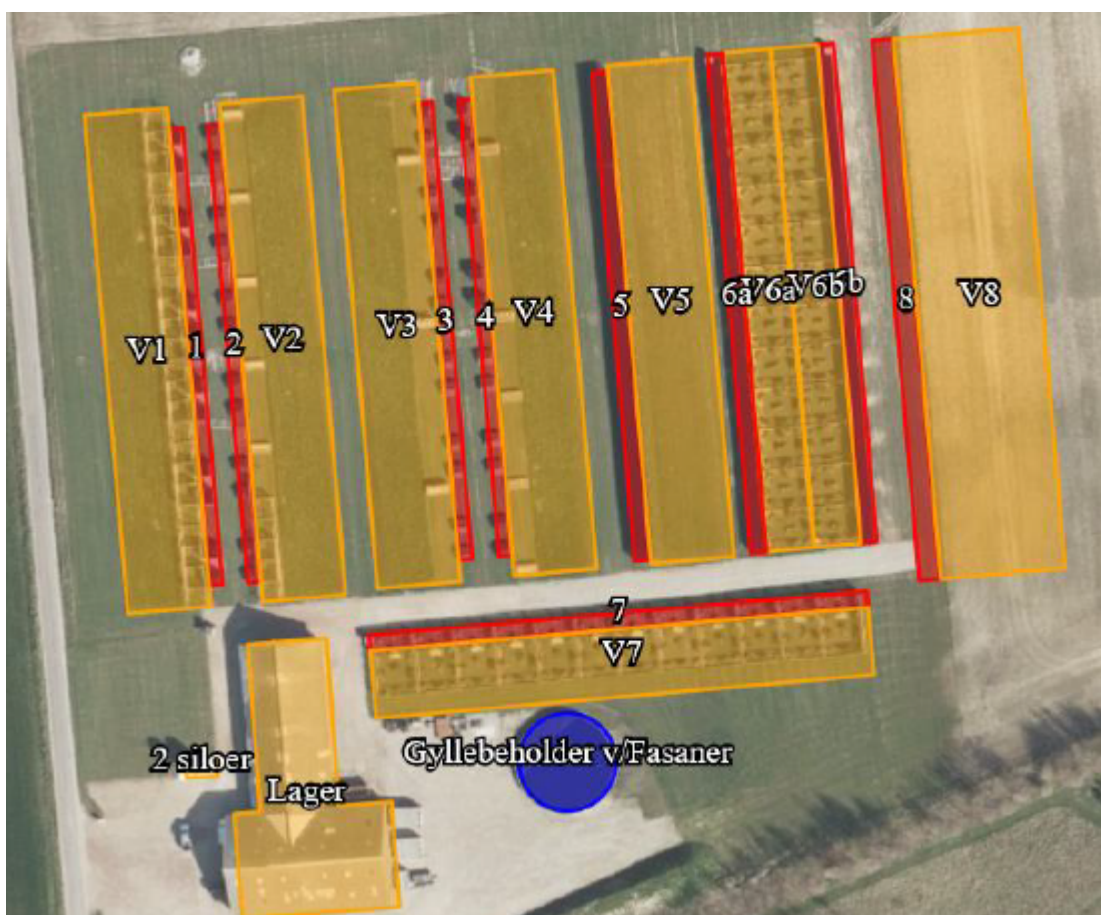 V1
1
2
V2
V3
3
4
V4
5
V5
6a
V6a
V6b
6b
8
V8
7
V7
2 siloer
Lager
Gyllebeholder v/Fasaner